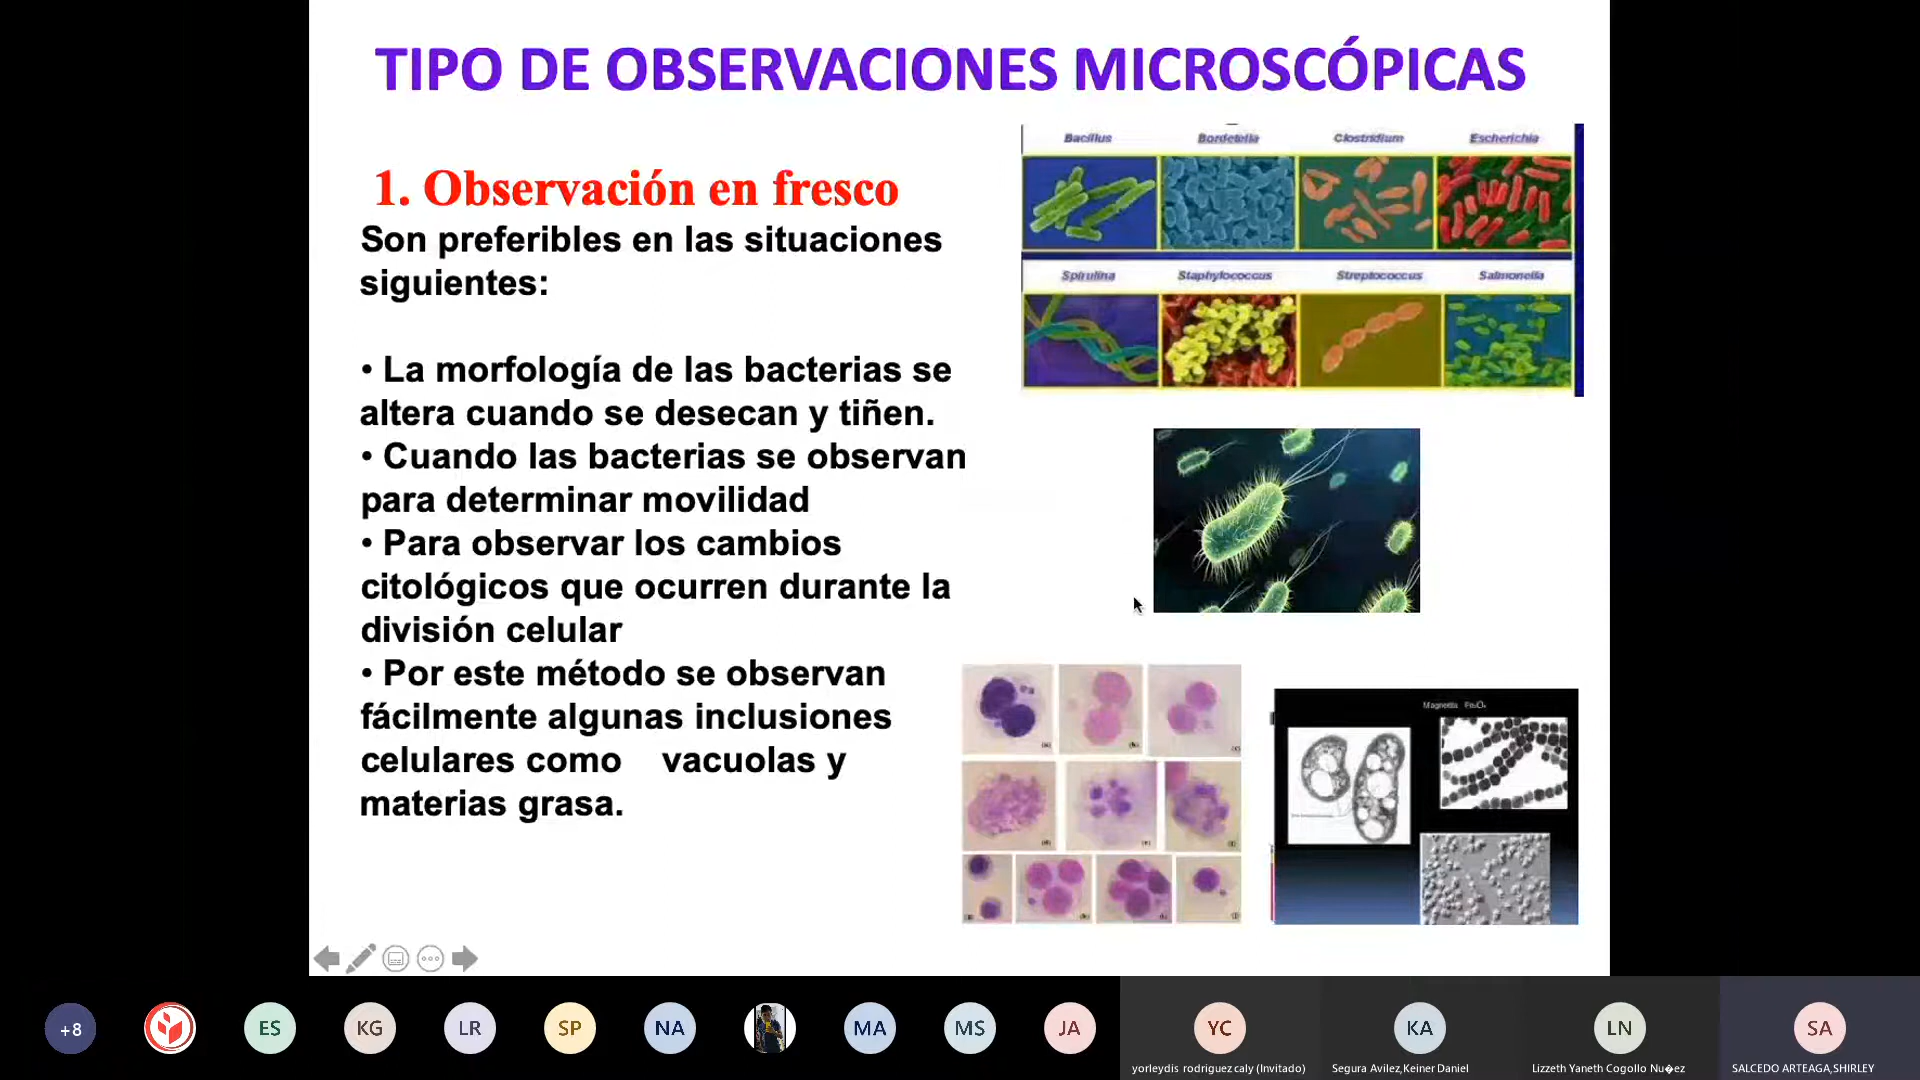 TIPO DE OBSERVACIONES MICROSCÓPICAS
1. Observación en fresco
Son preferibles en las situaciones
siguientes:
• La morfología de las bacterias se
altera cuando se desecan y tiñen.
• Cuando las bacterias se observan
para determinar movilidad
• Para observar los cambios
citológicos que ocurren durante la
división celular
• Por este método se observan
fácilmente algunas inclusiones
celulares como    vacuolas y
materias grasa.
Bacillus Bordetella Clostridium Escherichia
Spirulina Staphylococcus Streptococcus Salmonella
Magnetita Fe₃O₄
+8 ES KG LR SP NA MA MS JA YC KA LN SA
yorleydis rodriguez caly (Invitado)
Segura Avilez,Keiner Daniel
Lizzeth Yaneth Cogollo Nu�ez
SALCEDO ARTEAGA,SHIRLEY